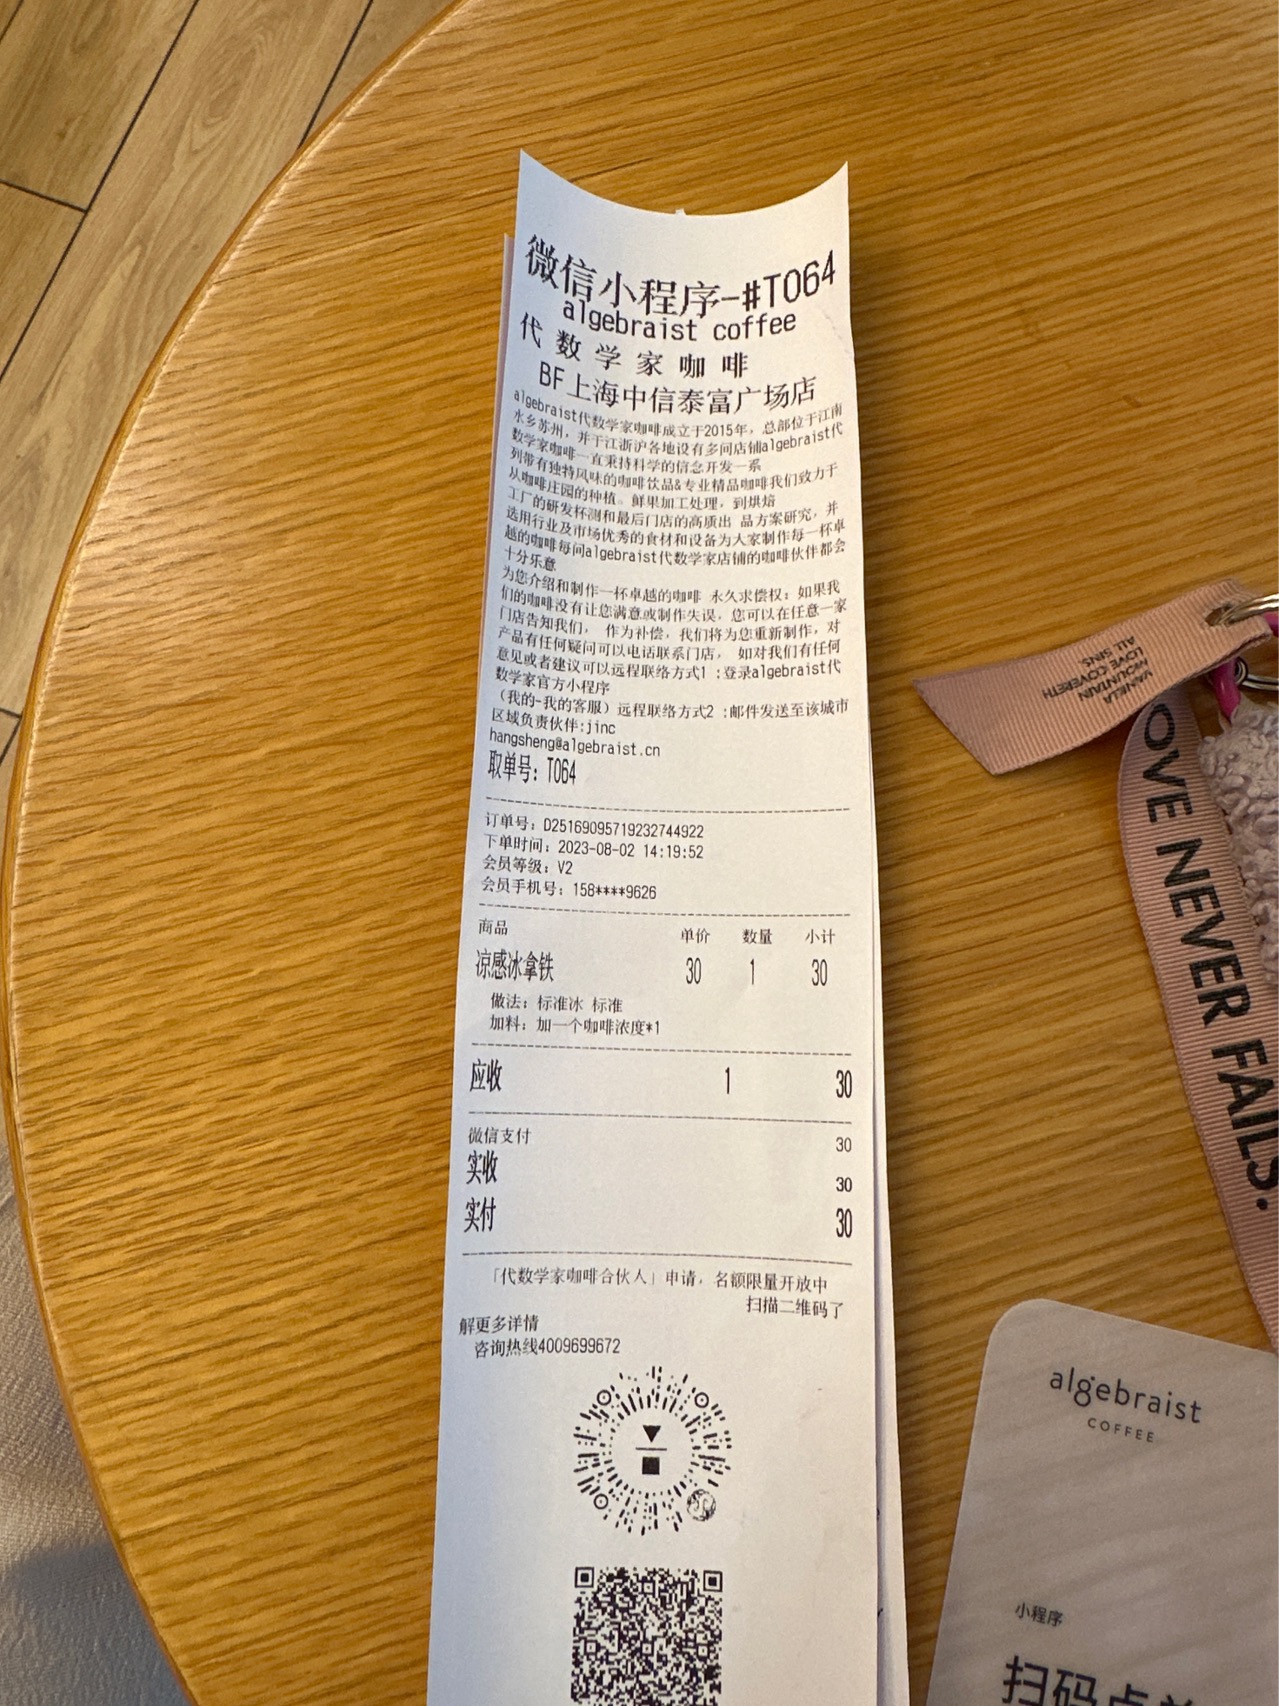 微信小程序-#T064
algebraist coffee
代数学家咖啡
BF上海中信泰富广场店
algebraist代数学家咖啡成立于2015年，总部位于江南
水乡苏州，并于江浙沪各地设有多间店铺algebraist代
数学家咖啡一直秉持科学的信念开发一系
列带有独特风味的咖啡饮品&专业精品咖啡我们致力于
从咖啡庄园的种植。鲜果加工处理，到烘焙
工厂的研发杯测和最后门店的高质出 品方案研究，并
选用行业及市场优秀的食材和设备为大家制作每一杯卓
越的咖啡每间algebraist代数学家店铺的咖啡伙伴都会
十分乐意
为您介绍和制作一杯卓越的咖啡 永久求偿权：如果我
们的咖啡没有让您满意或制作失误，您可以在任意一家
门店告知我们， 作为补偿，我们将为您重新制作，对
产品有任何疑问可以电话联系门店， 如对我们有任何
意见或者建议可以远程联络方式1 :登录algebraist代
数学家官方小程序
（我的-我的客服）远程联络方式2 :邮件发送至该城市
区域负责伙伴:jinc
hangsheng@algebraist.cn
取单号：T064
订单号：D25169095719232744922
下单时间：2023-08-02 14:19:52
会员等级：V2
会员手机号：158****9626
商品 单价 数量 小计
凉感冰拿铁 30 1 30
做法：标准冰 标准
加料：加一个咖啡浓度*1
应收 1 30
微信支付 30
实收 30
实付 30
「代数学家咖啡合伙人」申请，名额限量开放中
扫描二维码了
解更多详情
咨询热线4009699672
VANILLA
MOUNTAIN
LOVE COVERETH
ALL SINS.
OVE NEVER FAILS.
algebraist
COFFEE
小程序
扫码点